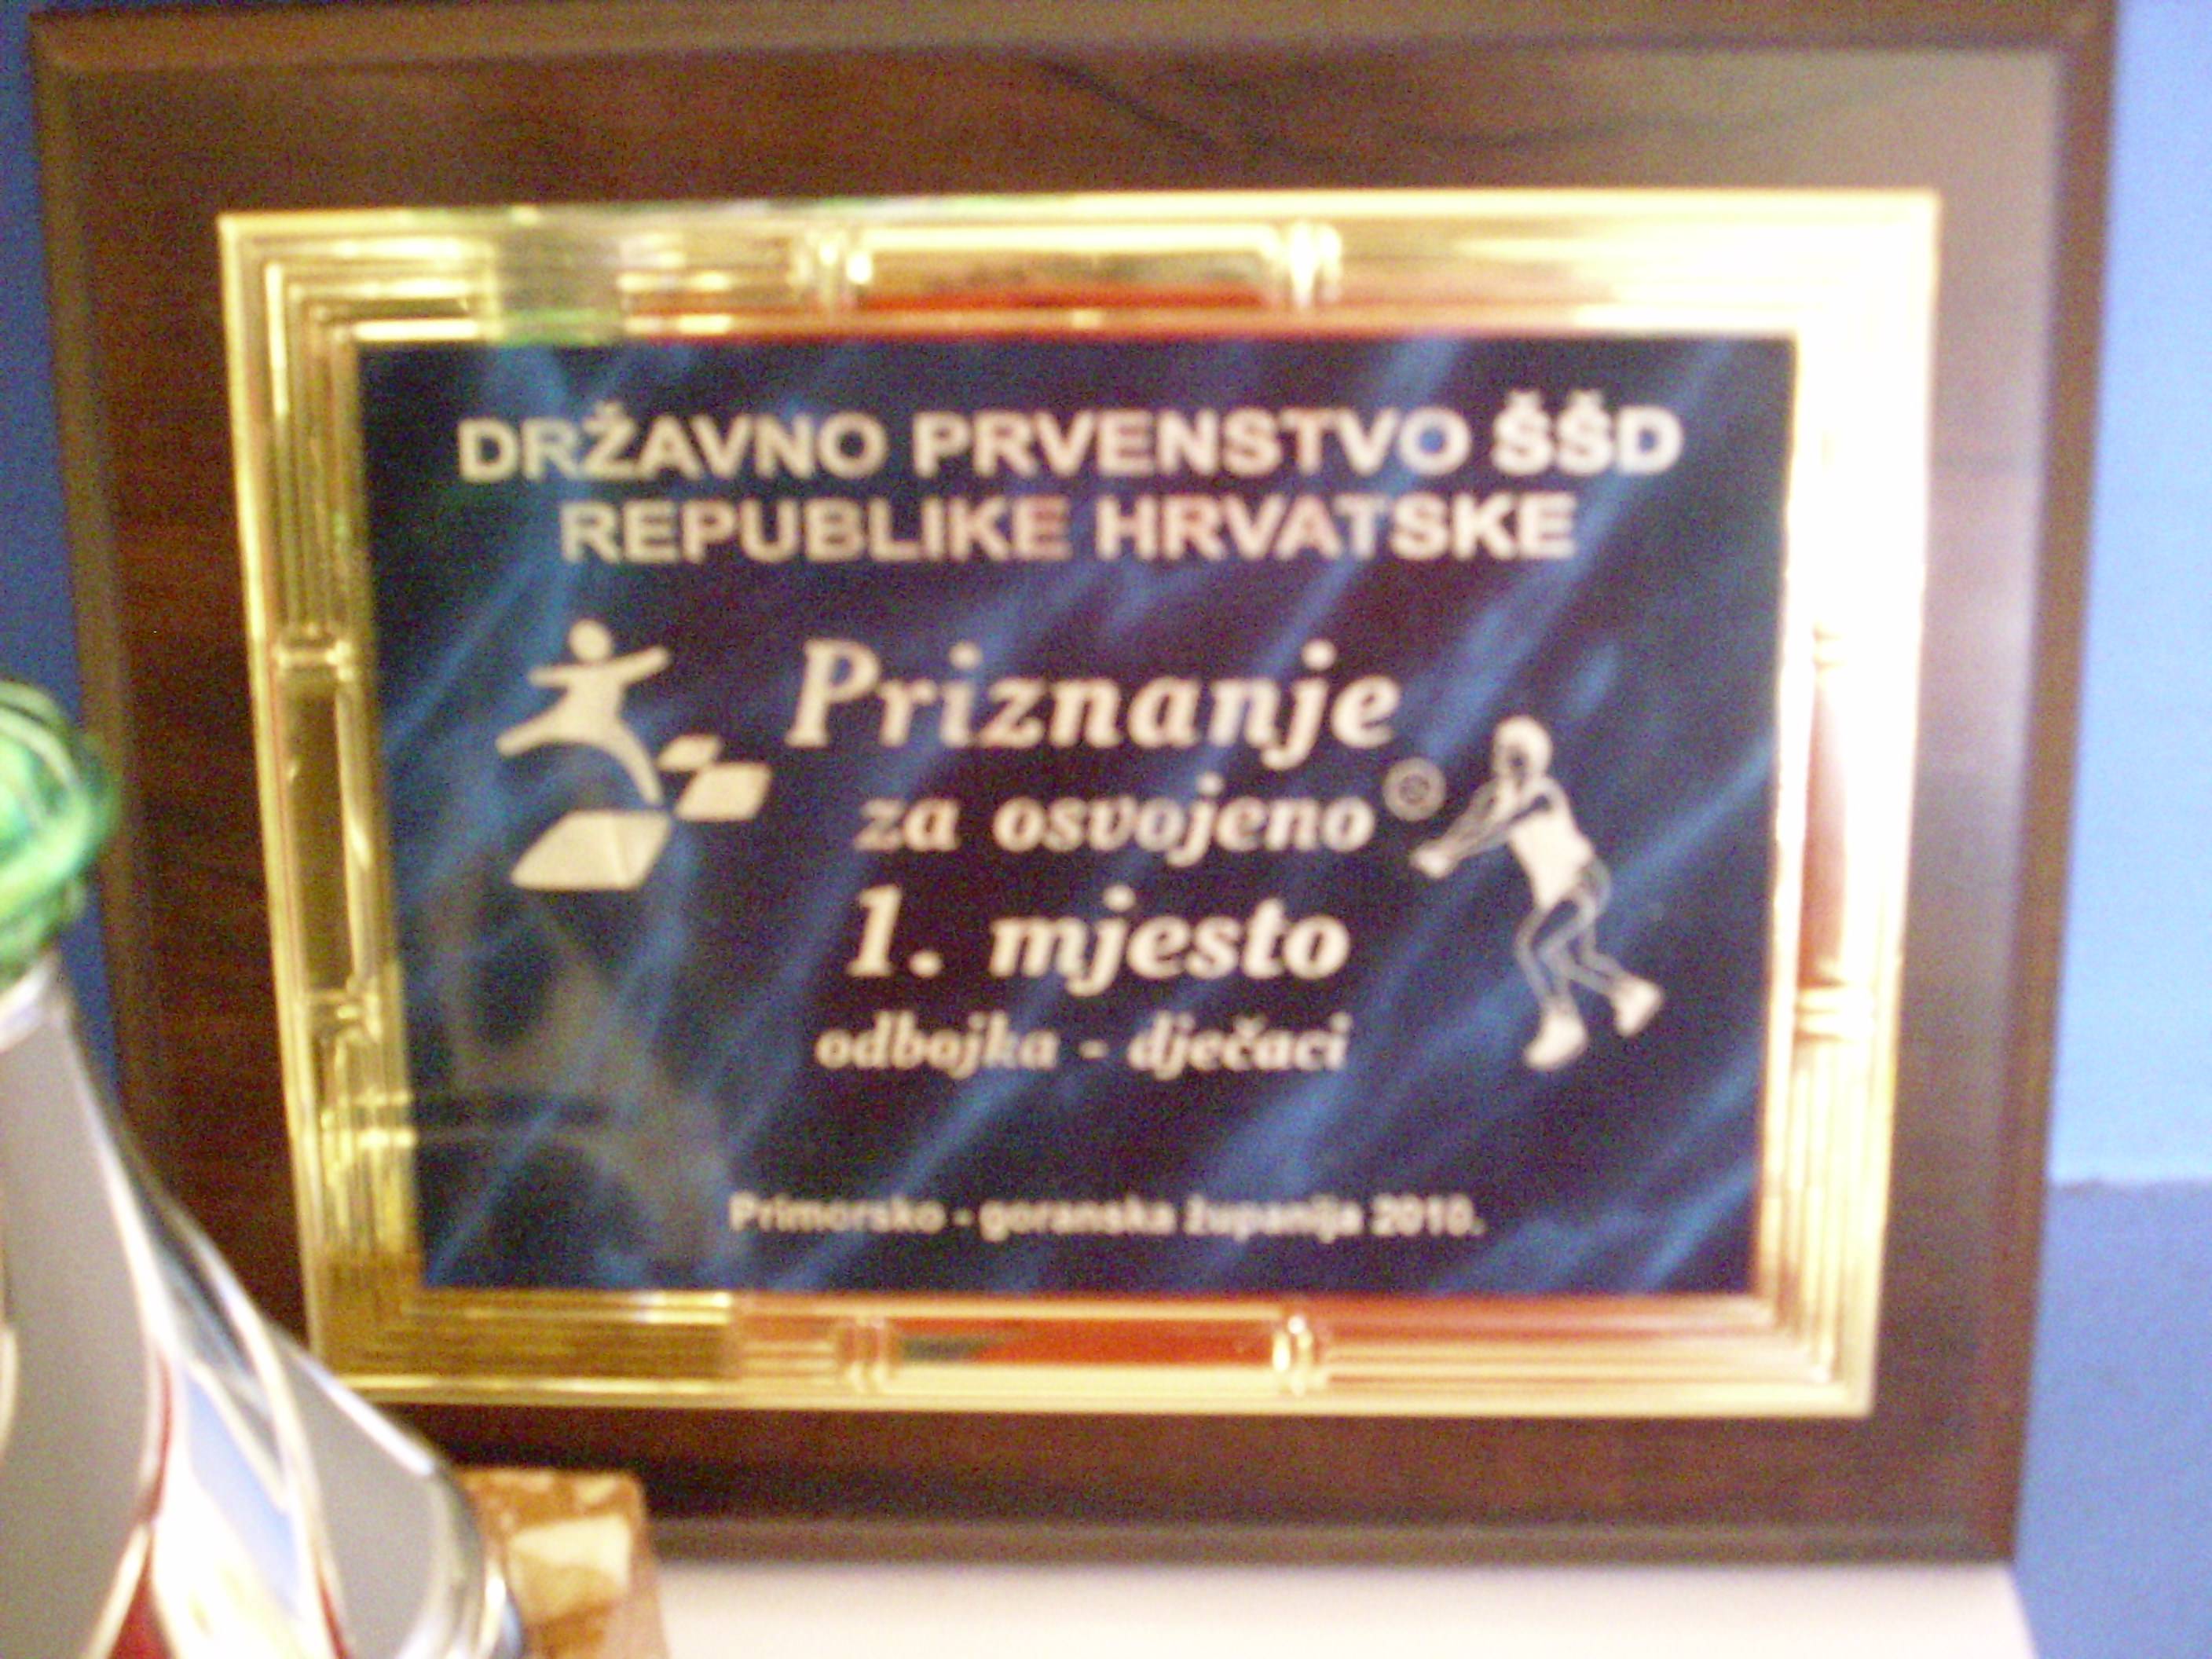 DRŽAVNO PRVENSTVO ŠŠD
REPUBLIKE HRVATSKE
Priznanje
za osvojeno
1. mjesto
odbojka - dječaci
Primorsko - goranska županija 2010.